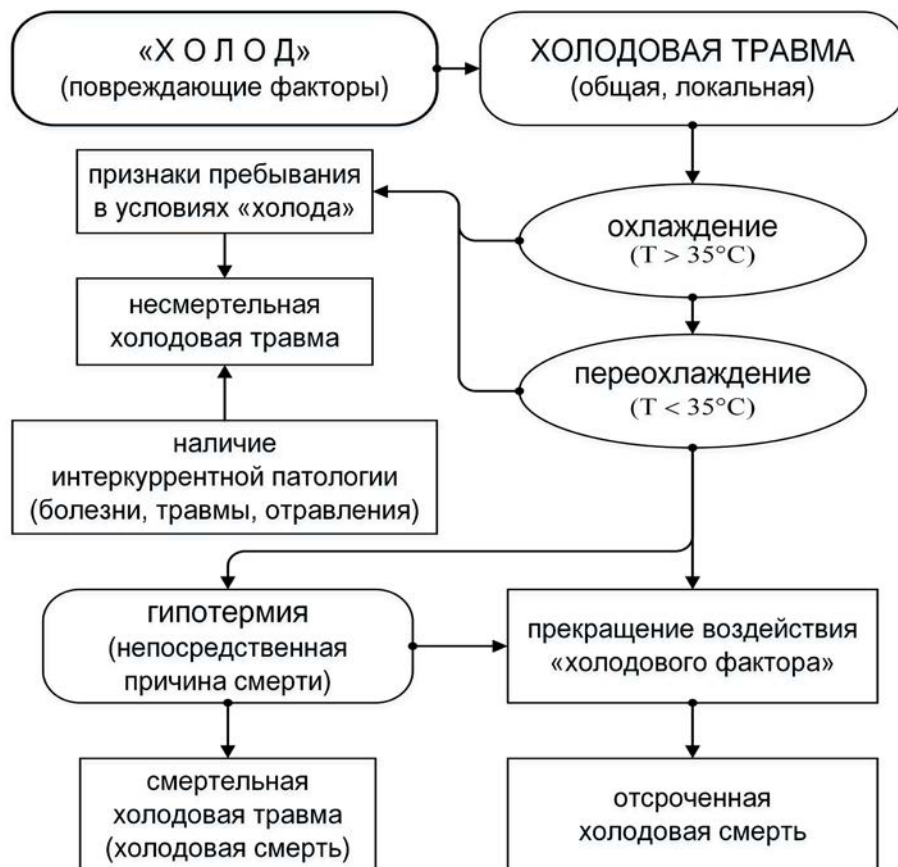 «Х О Л О Д»
(повреждающие факторы)
ХОЛОДОВАЯ ТРАВМА
(общая, локальная)
признаки пребывания
в условиях «холода»
охлаждение
(T > 35°C)
несмертельная
холодовая травма
переохлаждение
(T < 35°C)
наличие
интеркуррентной патологии
(болезни, травмы, отравления)
гипотермия
(непосредственная
причина смерти)
прекращение воздействия
«холодового фактора»
смертельная
холодовая травма
(холодовая смерть)
отсроченная
холодовая смерть